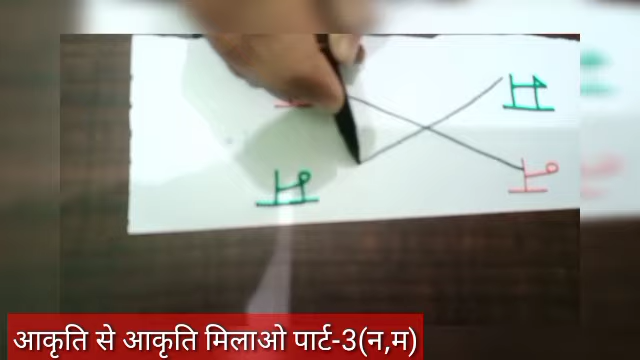 म
न
म
आकृति से आकृति मिलाओ पार्ट-3(न,म)